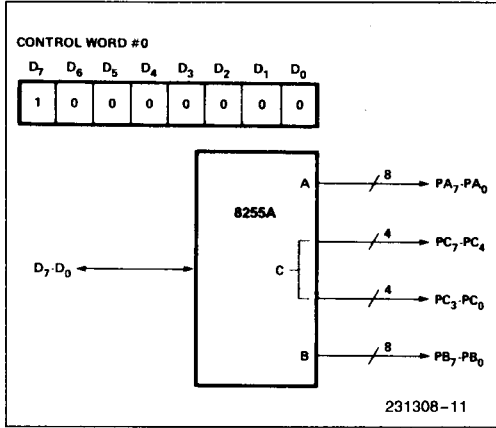 CONTROL WORD #0
D7 D6 D5 D4 D3 D2 D1 D0
1 0 0 0 0 0 0 0
A 8 PA7-PA0
8255A
4 PC7-PC4
D7-D0 C
4 PC3-PC0
B 8 PB7-PB0
231308-11